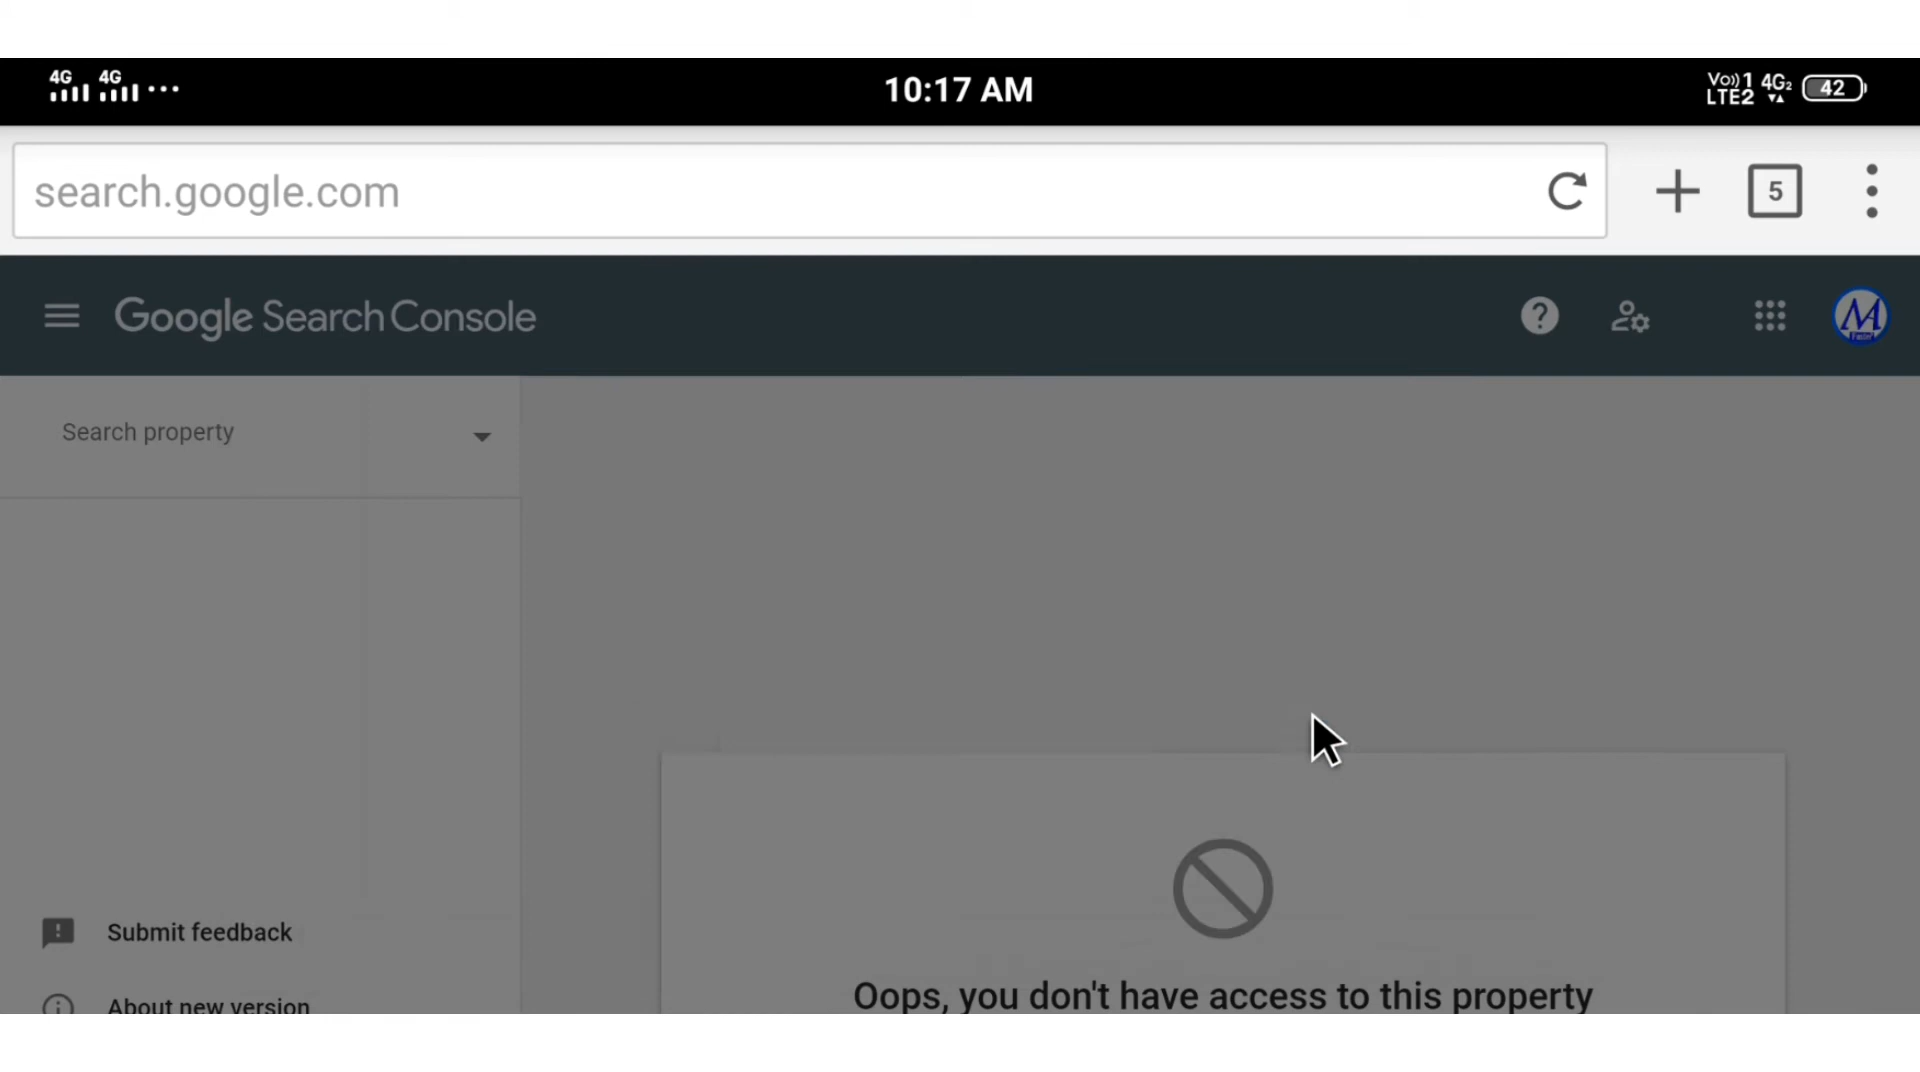 4G 4G ...
10:17 AM
Vo)) 1 4G2
LTE2
42
search.google.com
5
Google Search Console
?
M
Search property
Submit feedback
About new version
Oops, you don't have access to this property